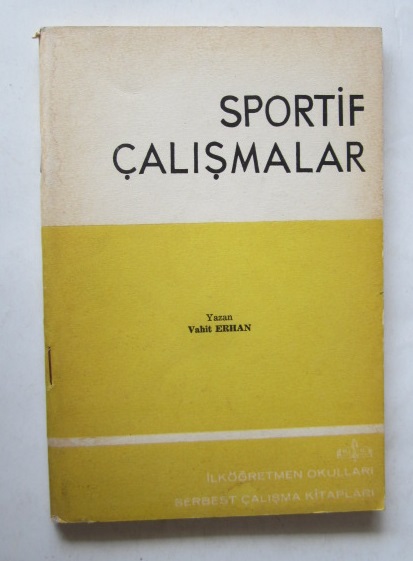 SPORTİF
ÇALIŞMALAR
Yazan
Vahit ERHAN
İLKÖĞRETMEN OKULLARI
SERBEST ÇALIŞMA KİTAPLARI